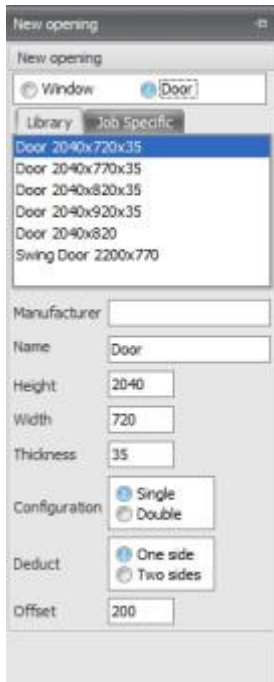 New opening
New opening
Window Door
Library Job Specific
Door 2040x720x35
Door 2040x770x35
Door 2040x820x35
Door 2040x920x35
Door 2040x820
Swing Door 2200x770
Manufacturer
Name Door
Height 2040
Width 720
Thickness 35
Configuration Single
Double
Deduct One side
Two sides
Offset 200